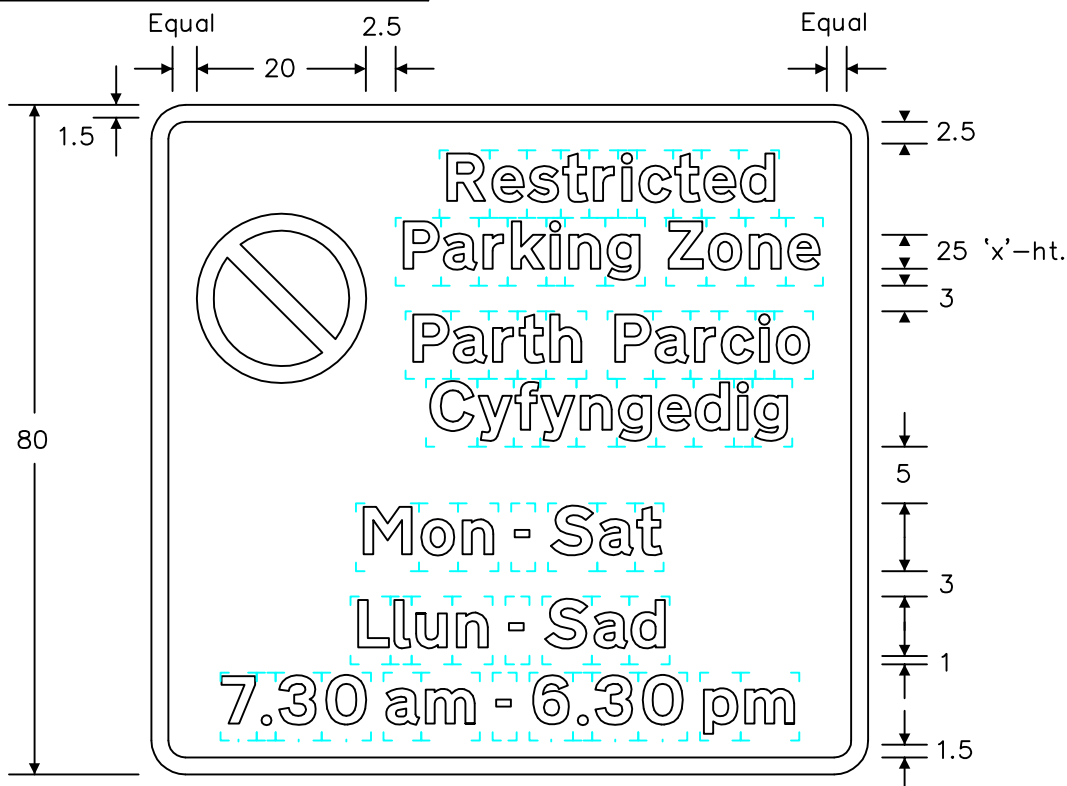 Equal 2.5 Equal
20
1.5 2.5
Restricted
Parking Zone
25 'x'-ht.
3
Parth Parcio
Cyfyngedig
80
5
Mon - Sat
3
Llun - Sad
1
7.30 am - 6.30 pm
1.5